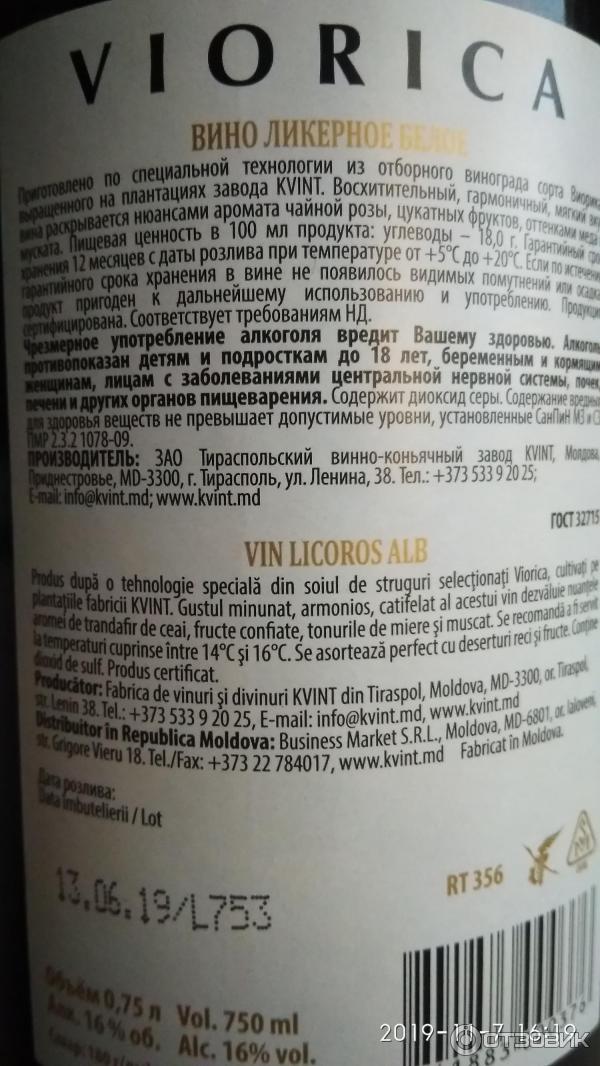 VIORICA
ВИНО ЛИКЕРНОЕ БЕЛОЕ
Приготовлено по специальной технологии из отборного винограда сорта Виорика,
выращенного на плантациях завода KVINT. Восхитительный, гармоничный, мягкий вкус
вина раскрывается нюансами аромата чайной розы, цукатных фруктов, оттенками меда и
муската. Пищевая ценность в 100 мл продукта: углеводы – 18,0 г. Гарантийный срок
хранения 12 месяцев с даты розлива при температуре от +5°С до +20°С. Если по истечении
гарантийного срока хранения в вине не появилось видимых помутнений или осадка,
продукт пригоден к дальнейшему использованию и употреблению. Продукция
сертифицирована. Соответствует требованиям НД.
Чрезмерное употребление алкоголя вредит Вашему здоровью. Алкоголь
противопоказан детям и подросткам до 18 лет, беременным и кормящим
женщинам, лицам с заболеваниями центральной нервной системы, почек,
печени и других органов пищеварения. Содержит диоксид серы. Содержание вредных
для здоровья веществ не превышает допустимые уровни, установленные СанПиН МЗ и СЗ
ПМР 2.3.2 1078-09.
ПРОИЗВОДИТЕЛЬ: ЗАО Тираспольский винно-коньячный завод KVINT, Молдова,
Приднестровье, MD-3300, г. Тирасполь, ул. Ленина, 38. Тел.: +373 533 9 20 25;
E-mail: info@kvint.md; www.kvint.md
ГОСТ 32715
VIN LICOROS ALB
Produs după o tehnologie specială din soiul de struguri selecționați Viorica, cultivați pe
plantațiile fabricii KVINT. Gustul minunat, armonios, catifelat al acestui vin dezvăluie nuanțele
aromei de trandafir de ceai, fructe confiate, tonurile de miere și muscat. Se recomandă a fi servit
la temperaturi cuprinse între 14°C și 16°C. Se asortează perfect cu deserturi reci și fructe. Conține
dioxid de sulf. Produs certificat.
Producător: Fabrica de vinuri și divinuri KVINT din Tiraspol, Moldova, MD-3300, or. Tiraspol,
str. Lenin 38. Tel.: +373 533 9 20 25, E-mail: info@kvint.md, www.kvint.md
Distribuitor în Republica Moldova: Business Market S.R.L., Moldova, MD-6801, or. Ialoveni,
str. Grigore Vieru 18. Tel./Fax: +373 22 784017, www.kvint.md Fabricat în Moldova.
Дата розлива:
Data îmbutelierii / Lot
13.06.19/L753
RT 356
Объём 0,75 л Vol. 750 ml
Алк. 16% об. Alc. 16% vol.
2019-11-7 16:19
отзовик